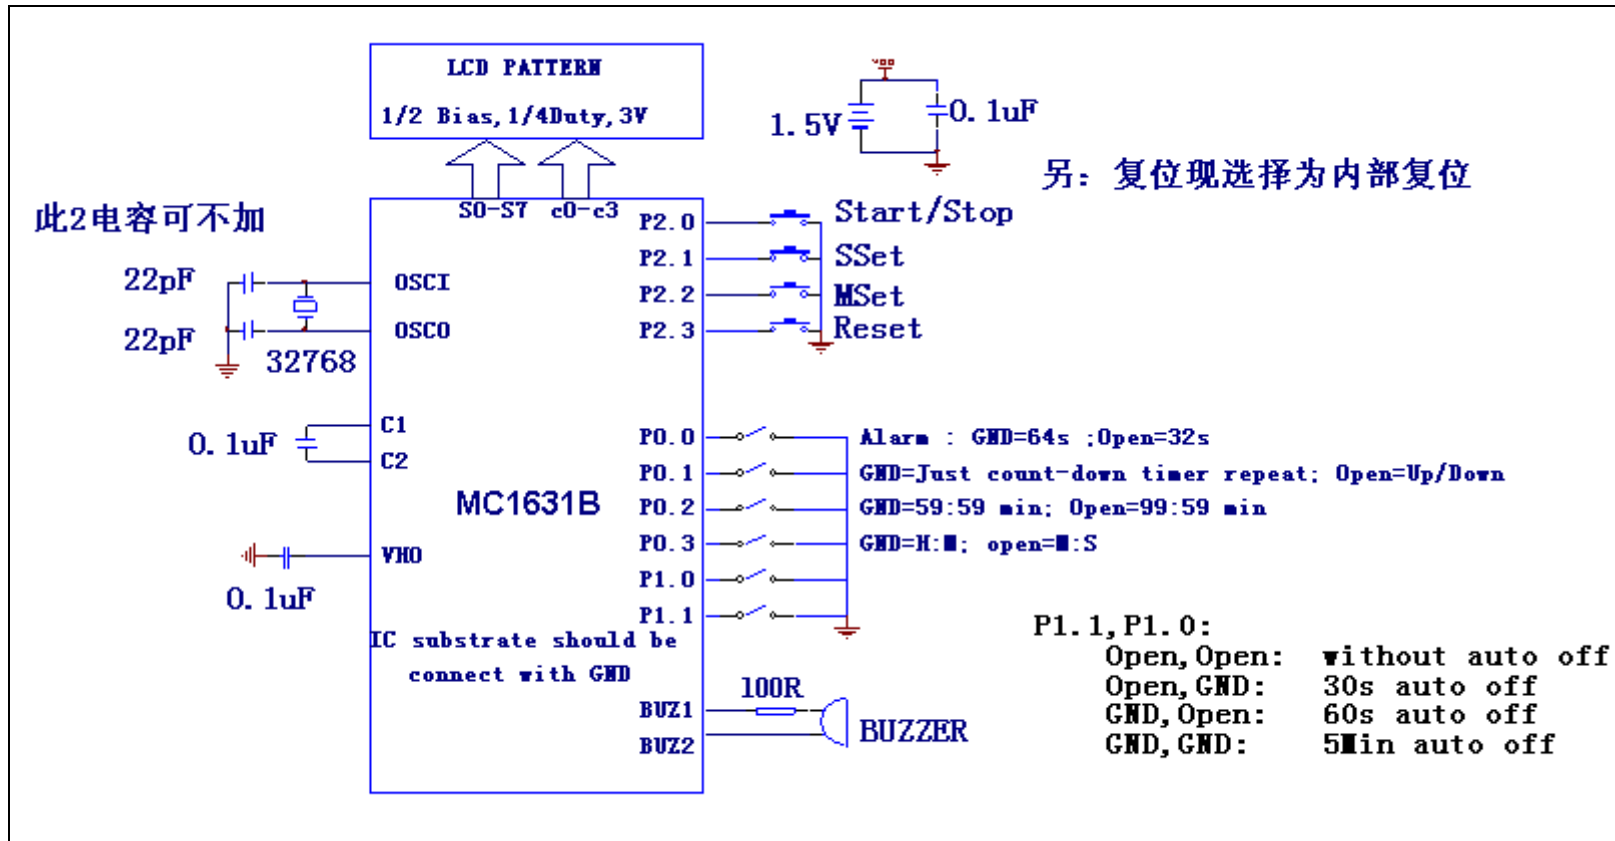 LCD PATTERN
1/2 Bias,1/4Duty,3V
VDD
1.5V
0.1uF
另：复位现选择为内部复位
此2电容可不加
S0-S7 c0-c3
22pF
22pF
32768
OSCI
OSCO
P2.0 Start/Stop
P2.1 SSet
P2.2 MSet
P2.3 Reset
0.1uF
C1
C2
MC1631B
P0.0 Alarm : GND=64s ;Open=32s
P0.1 GND=Just count-down timer repeat; Open=Up/Down
P0.2 GND=59:59 min; Open=99:59 min
P0.3 GND=H:M; open=M:S
P1.0
P1.1
VHO
0.1uF
IC substrate should be
connect with GND
P1.1,P1.0:
Open,Open: without auto off
Open,GND: 30s auto off
GND,Open: 60s auto off
GND,GND: 5Min auto off
100R
BUZ1
BUZ2
BUZZER